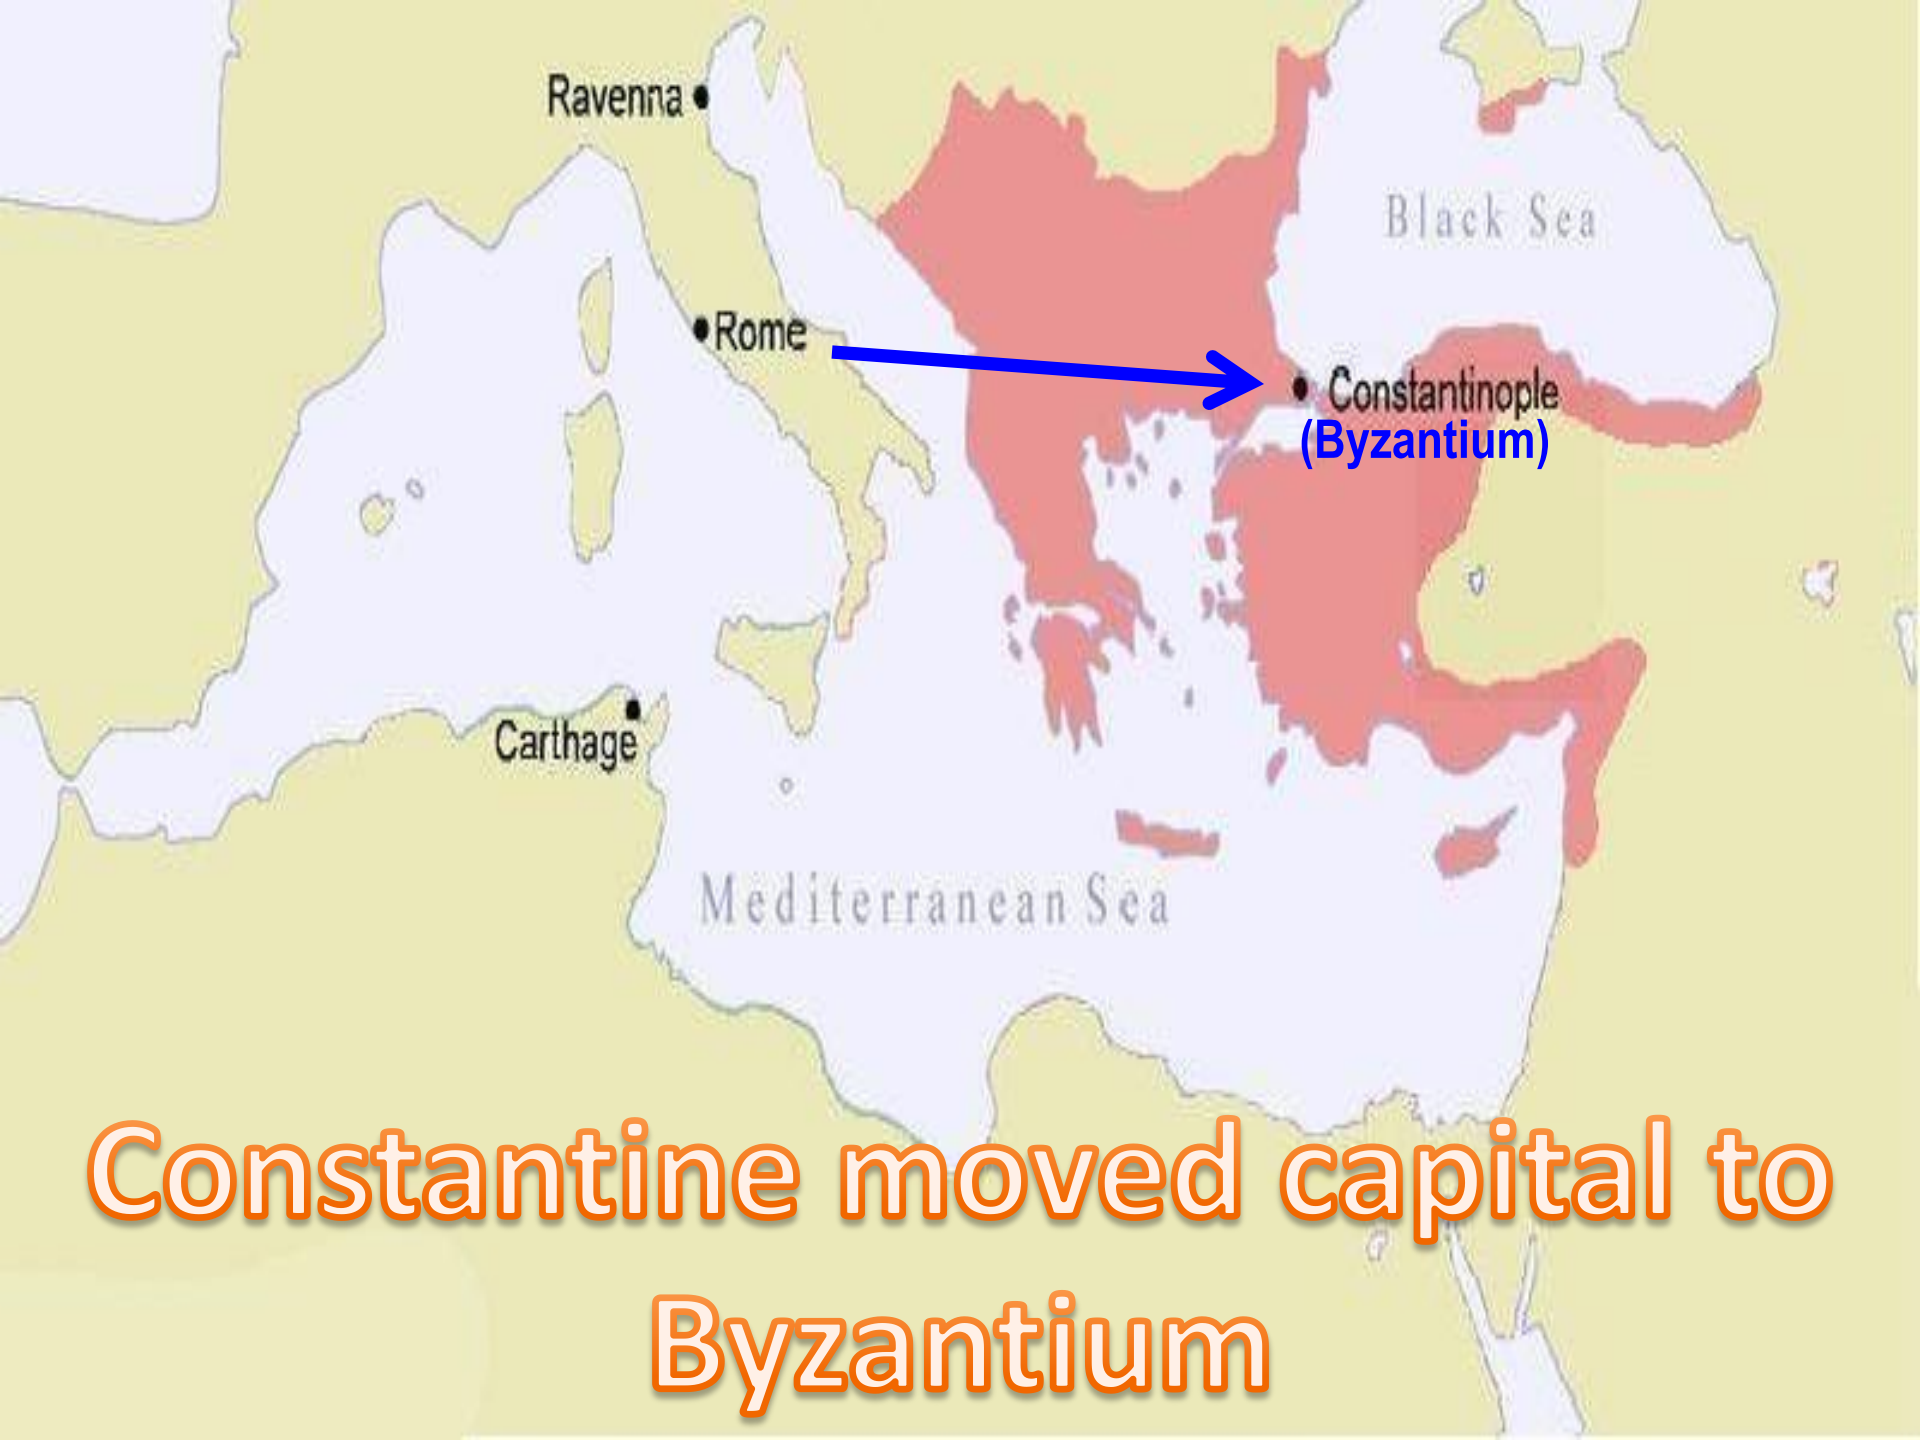 Ravenna
Black Sea
Rome
Constantinople
(Byzantium)
Carthage
Mediterranean Sea
Constantine moved capital to
Byzantium